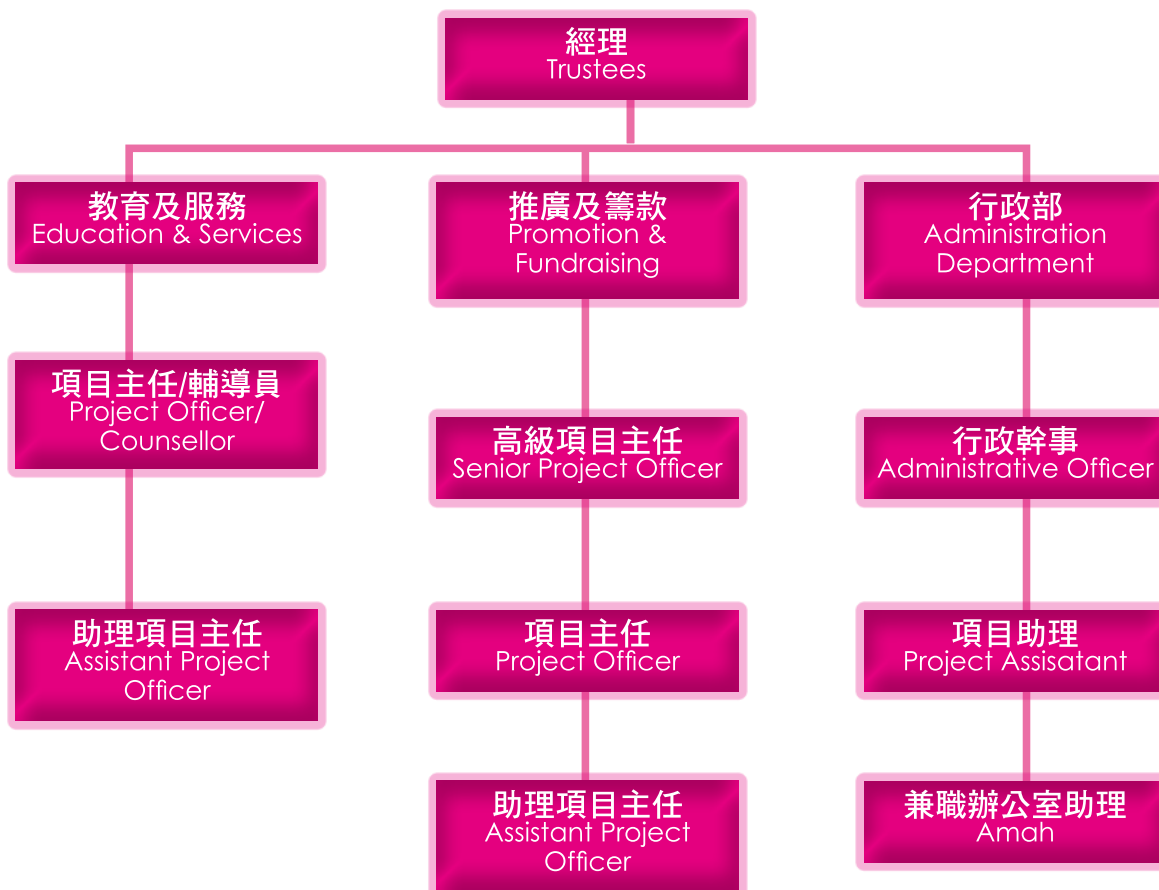 經理
Trustees
教育及服務
Education & Services
推廣及籌款
Promotion &
Fundraising
行政部
Administration
Department
項目主任/輔導員
Project Officer/
Counsellor
高級項目主任
Senior Project Officer
行政幹事
Administrative Officer
助理項目主任
Assistant Project
Officer
項目主任
Project Officer
項目助理
Project Assisatant
助理項目主任
Assistant Project
Officer
兼職辦公室助理
Amah